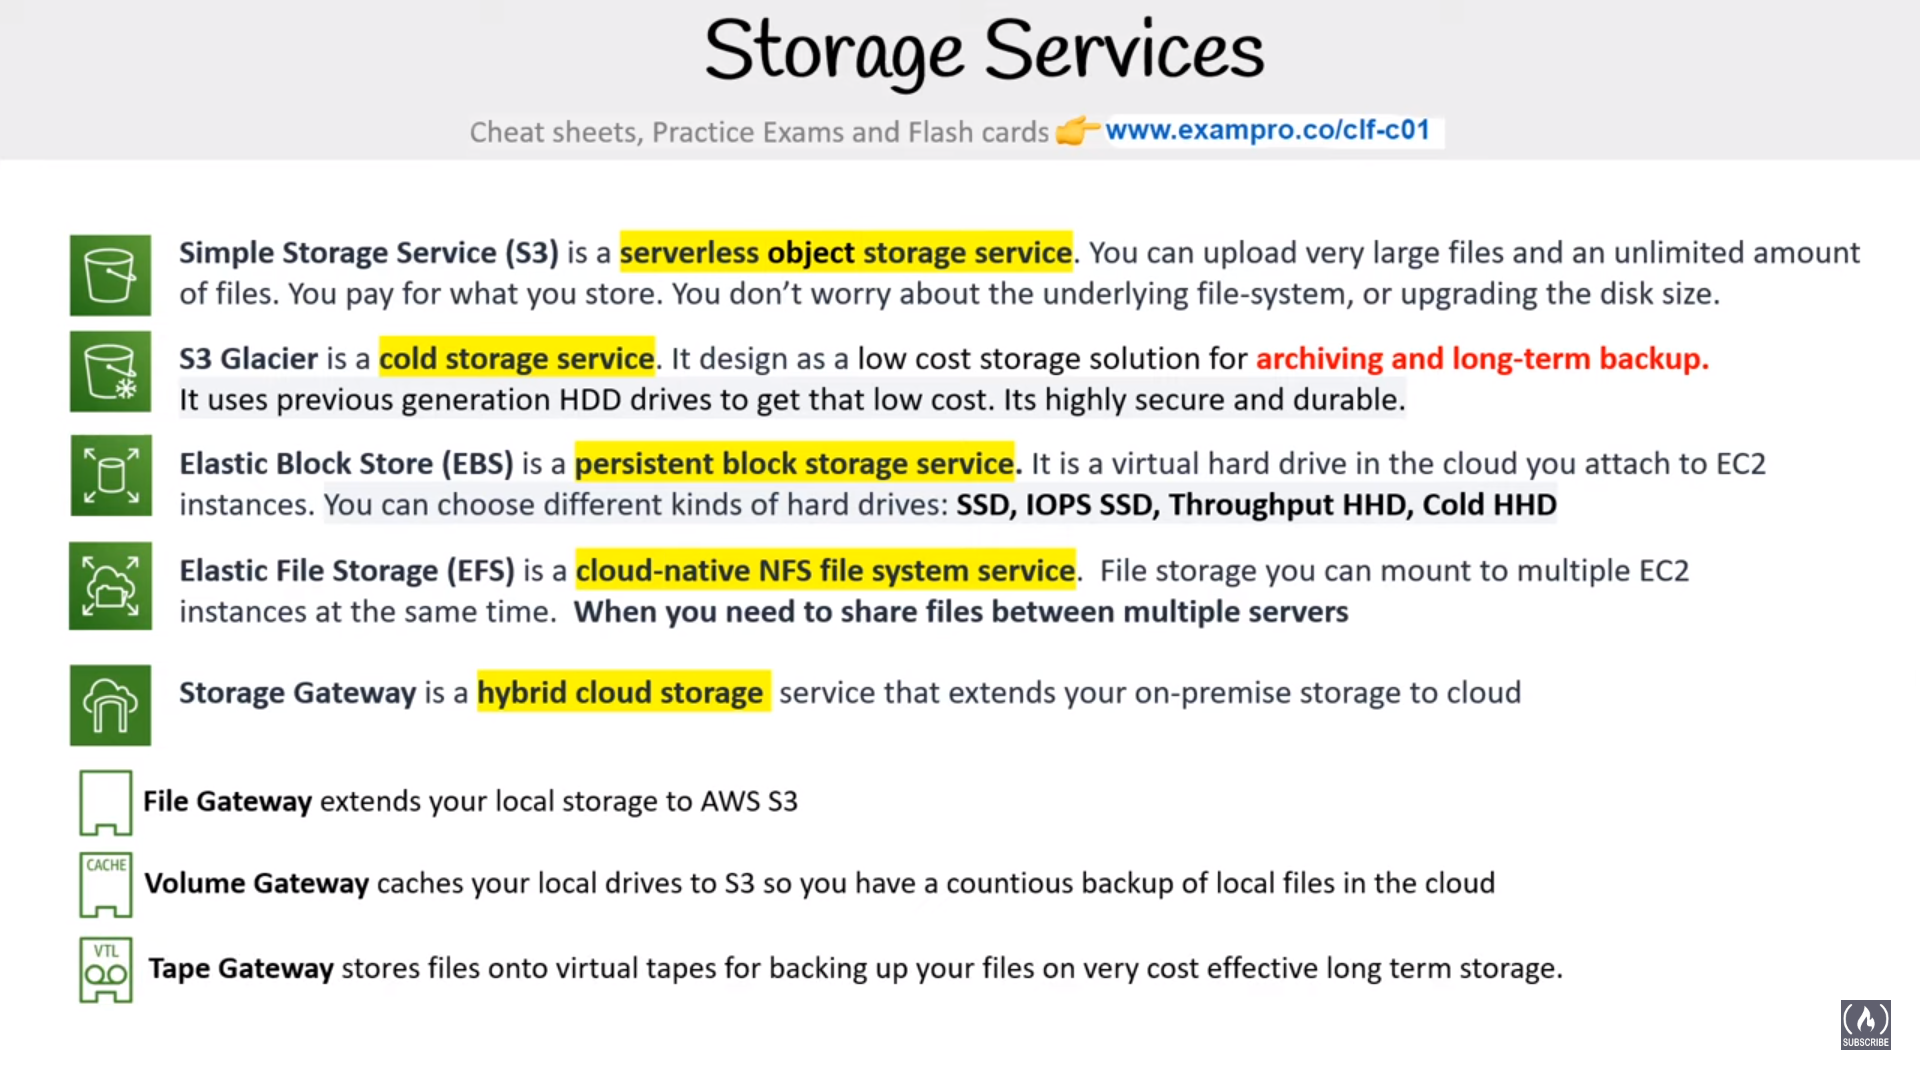 Storage Services
Cheat sheets, Practice Exams and Flash cards 👉 www.exampro.co/clf-c01
Simple Storage Service (S3) is a serverless object storage service. You can upload very large files and an unlimited amount
of files. You pay for what you store. You don’t worry about the underlying file-system, or upgrading the disk size.
S3 Glacier is a cold storage service. It design as a low cost storage solution for archiving and long-term backup.
It uses previous generation HDD drives to get that low cost. Its highly secure and durable.
Elastic Block Store (EBS) is a persistent block storage service. It is a virtual hard drive in the cloud you attach to EC2
instances. You can choose different kinds of hard drives: SSD, IOPS SSD, Throughput HHD, Cold HHD
Elastic File Storage (EFS) is a cloud-native NFS file system service. File storage you can mount to multiple EC2
instances at the same time. When you need to share files between multiple servers
Storage Gateway is a hybrid cloud storage service that extends your on-premise storage to cloud
File Gateway extends your local storage to AWS S3
CACHE
Volume Gateway caches your local drives to S3 so you have a countious backup of local files in the cloud
VTL
Tape Gateway stores files onto virtual tapes for backing up your files on very cost effective long term storage.
SUBSCRIBE